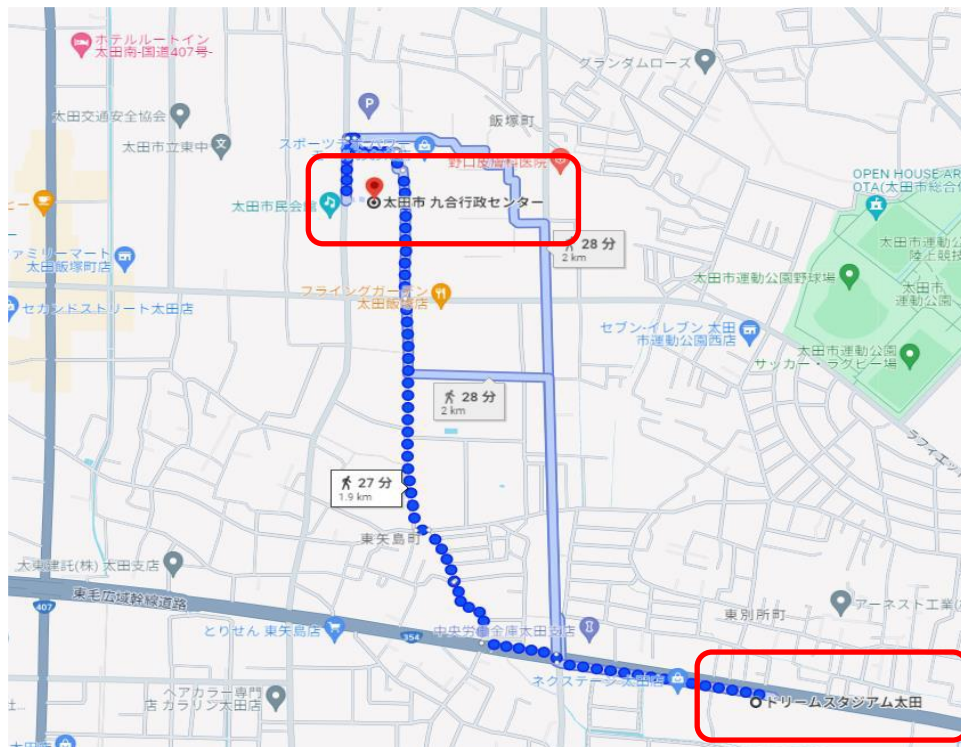 ホテルルートイン
太田南-国道407号-
グランダムローズ
P
太田交通安全協会
飯塚町
太田市立東中
野口皮膚科医院
OPEN HOUSE AR
OTA(太田市総合体
太田市 九合行政センター
太田市民会館
28 分
2 km
太田市運動公
陸上競技
ァミリーマート
太田飯塚町店
太田市運動公園野球場
太田市
運動公園
フライングガーデン
太田飯塚店
セカンドストリート太田店
セブン-イレブン 太田
市運動公園西店
太田市運動公園
サッカー・ラグビー場
28 分
2 km
ラフィエット
27 分
1.9 km
東矢島町
大東建託(株) 太田支店
東毛広域幹線道路
407
東別所町
アーネスト工業(
とりせん 東矢島店
354
中央労働金庫太田支店
ネクステージ 太田店
ドリームスタジアム太田
ヘアカラー専門
店 カラリン太田店
社...